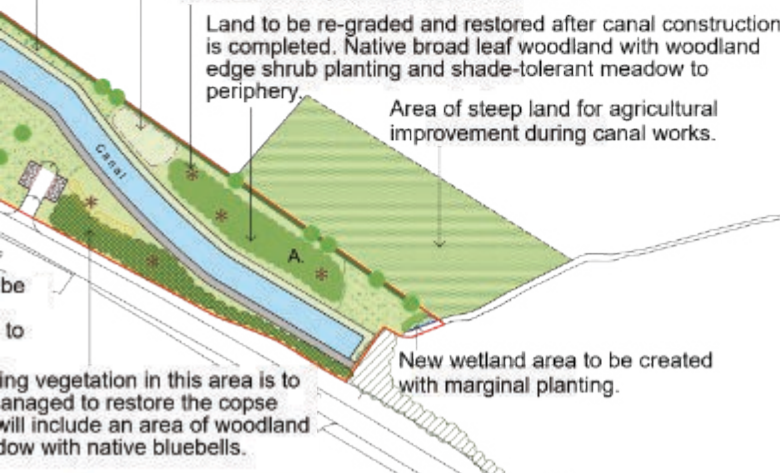 Land to be re-graded and restored after canal construction
is completed. Native broad leaf woodland with woodland
edge shrub planting and shade-tolerant meadow to
periphery.
Area of steep land for agricultural
improvement during canal works.
Canal
A.
be
to
New wetland area to be created
with marginal planting.
ing vegetation in this area is to
anaged to restore the copse
will include an area of woodland
dow with native bluebells.